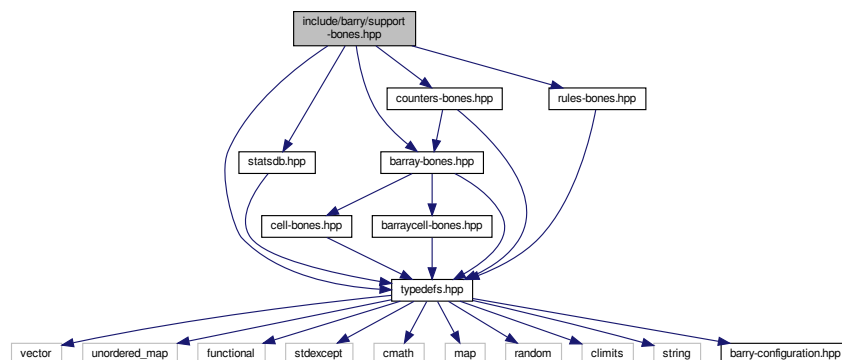 include/barry/support
-bones.hpp
counters-bones.hpp
rules-bones.hpp
statsdb.hpp
barray-bones.hpp
cell-bones.hpp
barraycell-bones.hpp
typedefs.hpp
vector
unordered_map
functional
stdexcept
cmath
map
random
climits
string
barry-configuration.hpp